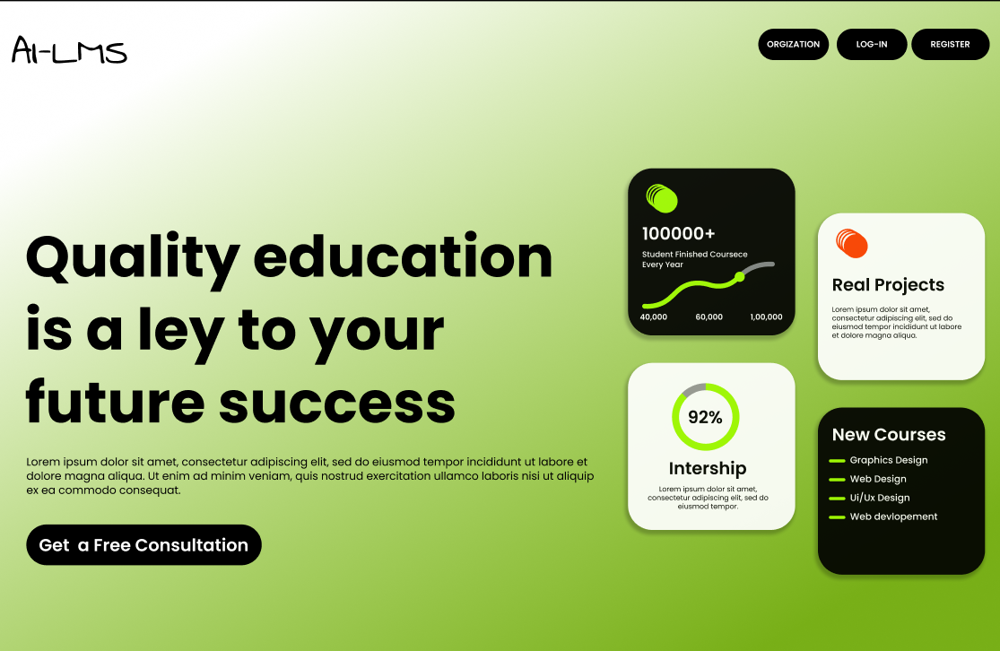 AI-LMS
ORGIZATION
LOG-IN
REGISTER
Quality education
is a ley to your
future success
Lorem ipsum dolor sit amet, consectetur adipiscing elit, sed do eiusmod tempor incididunt ut labore et
dolore magna aliqua. Ut enim ad minim veniam, quis nostrud exercitation ullamco laboris nisi ut aliquip
ex ea commodo consequat.
Get  a Free Consultation
100000+
Student Finished Coursece
Every Year
40,000
60,000
1,00,000
Real Projects
Lorem ipsum dolor sit amet,
consectetur adipiscing elit, sed do
eiusmod tempor incididunt ut labore
et dolore magna aliqua.
92%
Intership
Lorem ipsum dolor sit amet,
consectetur adipiscing elit, sed do
eiusmod tempor.
New Courses
Graphics Design
Web Design
Ui/Ux Design
Web devlopement